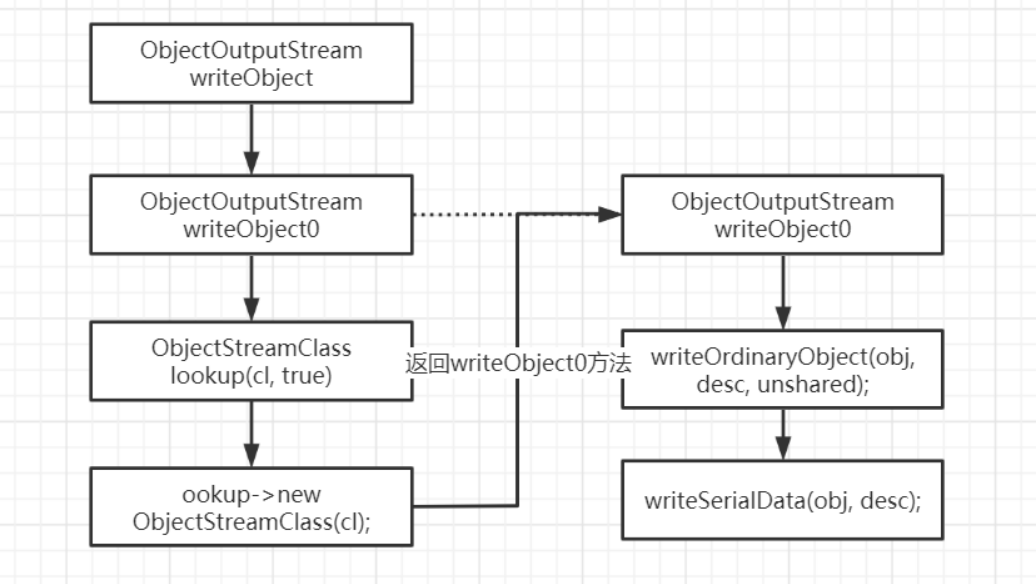 ObjectOutputStream
writeObject
ObjectOutputStream
writeObject0
ObjectStreamClass
lookup(cl, true)
ookup->new
ObjectStreamClass(cl);
返回writeObject0方法
ObjectOutputStream
writeObject0
writeOrdinaryObject(obj,
desc, unshared);
writeSerialData(obj, desc);